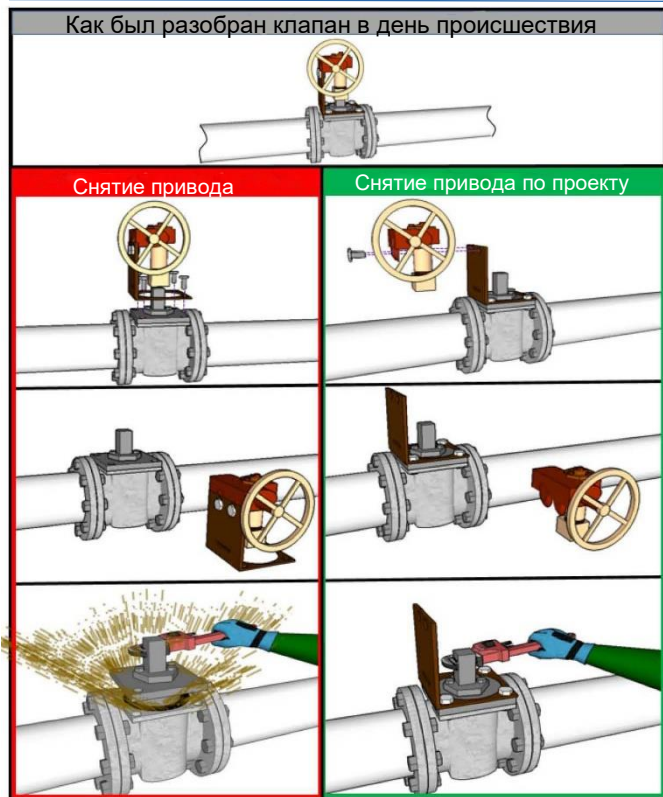 Как был разобран клапан в день происшествия
Снятие привода
Снятие привода по проекту